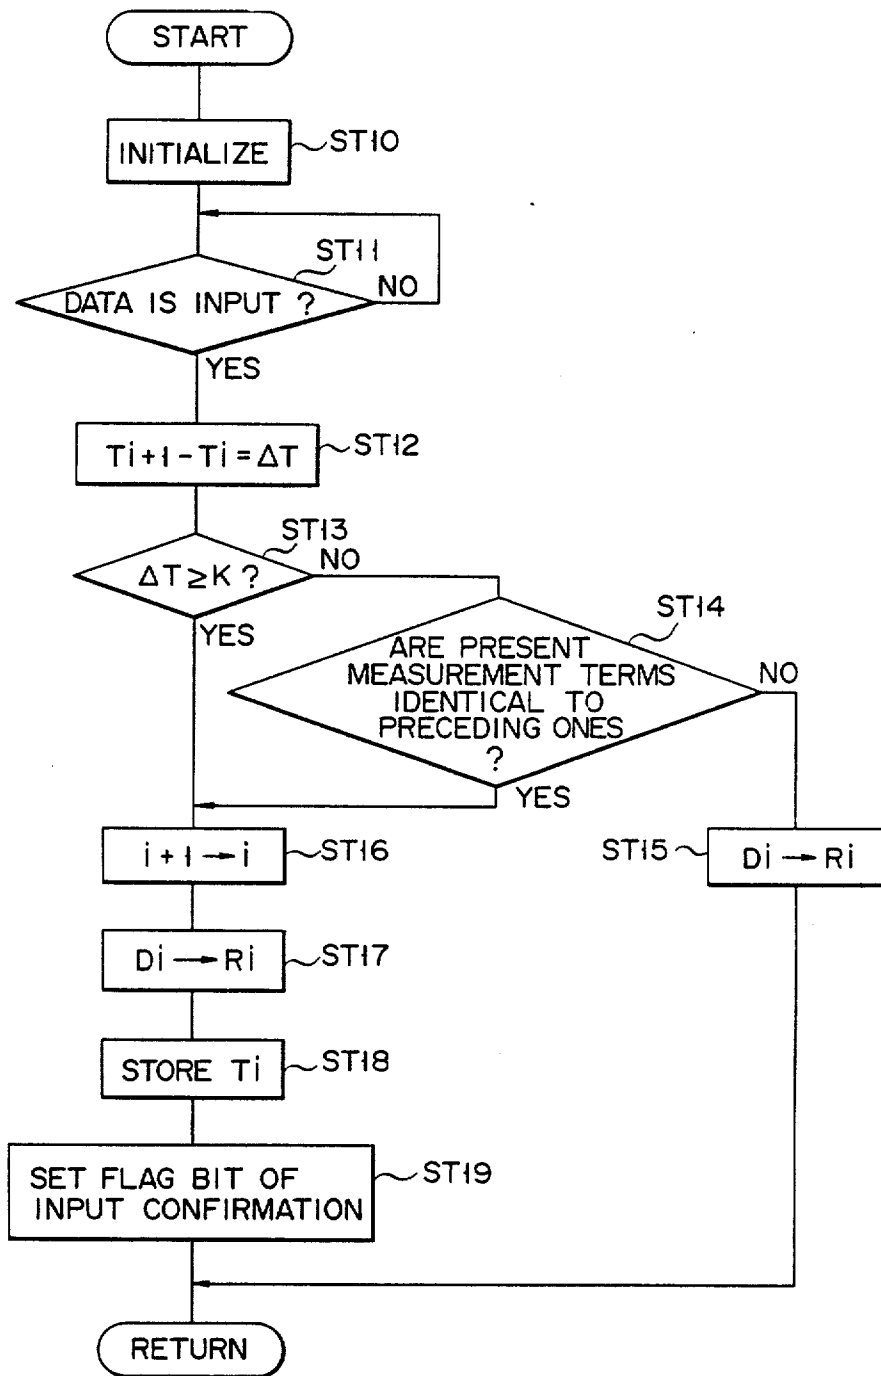 START
INITIALIZE
ST10
ST11
DATA IS INPUT ?
NO
YES
Ti+1-Ti=ΔT
ST12
ST13
ΔT≥K ?
NO
YES
ST14
ARE PRESENT
MEASUREMENT TERMS
IDENTICAL TO
PRECEDING ONES
?
NO
YES
i+1→i
ST16
ST15
Di→Ri
Di→Ri
ST17
STORE Ti
ST18
SET FLAG BIT OF
INPUT CONFIRMATION
ST19
RETURN